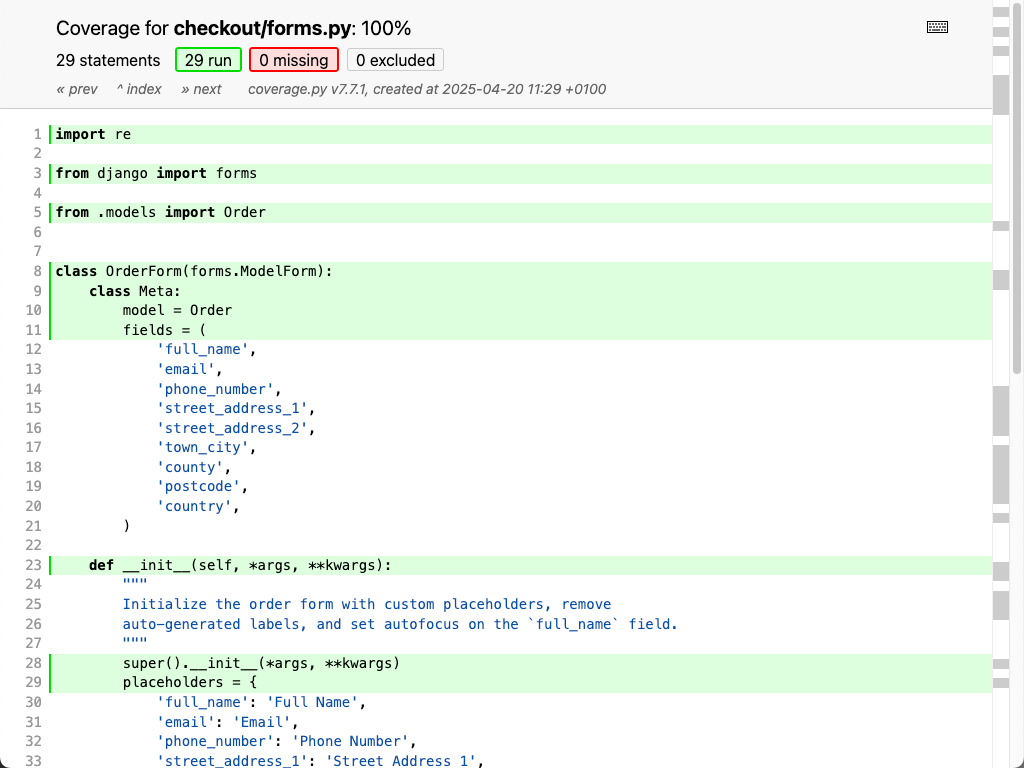 Coverage for checkout/forms.py: 100%
29 statements 29 run 0 missing 0 excluded
« prev ^ index » next coverage.py v7.7.1, created at 2025-04-20 11:29 +0100
1 import re
2
3 from django import forms
4
5 from .models import Order
6
7
8 class OrderForm(forms.ModelForm):
9     class Meta:
10         model = Order
11         fields = (
12             'full_name',
13             'email',
14             'phone_number',
15             'street_address_1',
16             'street_address_2',
17             'town_city',
18             'county',
19             'postcode',
20             'country',
21         )
22
23     def __init__(self, *args, **kwargs):
24         """
25         Initialize the order form with custom placeholders, remove
26         auto-generated labels, and set autofocus on the `full_name` field.
27         """
28         super().__init__(*args, **kwargs)
29         placeholders = {
30             'full_name': 'Full Name',
31             'email': 'Email',
32             'phone_number': 'Phone Number',
33             'street_address_1': 'Street Address 1',